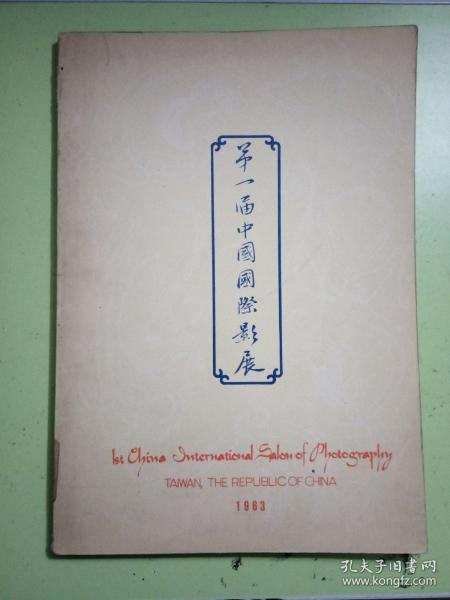 第一届中國國際影展
1st China International Salon of Photography
TAIWAN, THE REPUBLIC OF CHINA
1963
孔夫子旧书网
www.kongfz.com